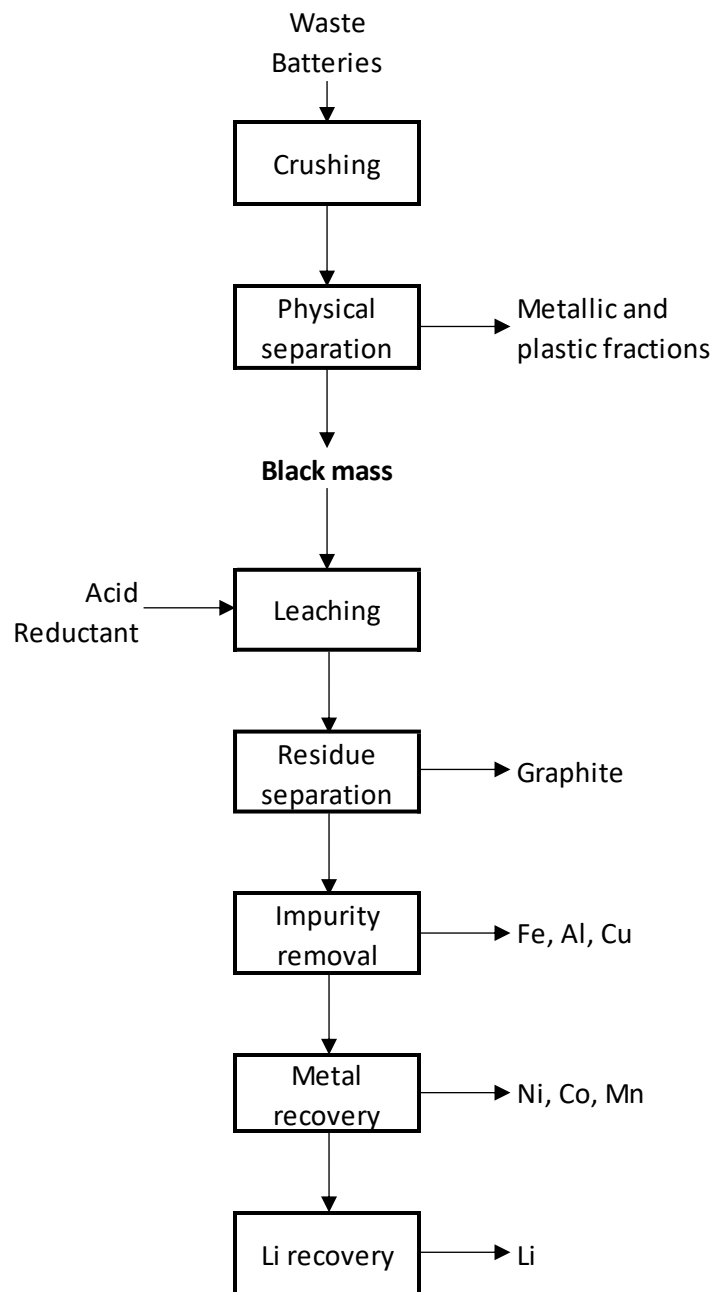 Waste
Batteries
Crushing
Physical
separation
Metallic and
plastic fractions
Black mass
Acid
Reductant
Leaching
Residue
separation
Graphite
Impurity
removal
Fe, Al, Cu
Metal
recovery
Ni, Co, Mn
Li recovery
Li